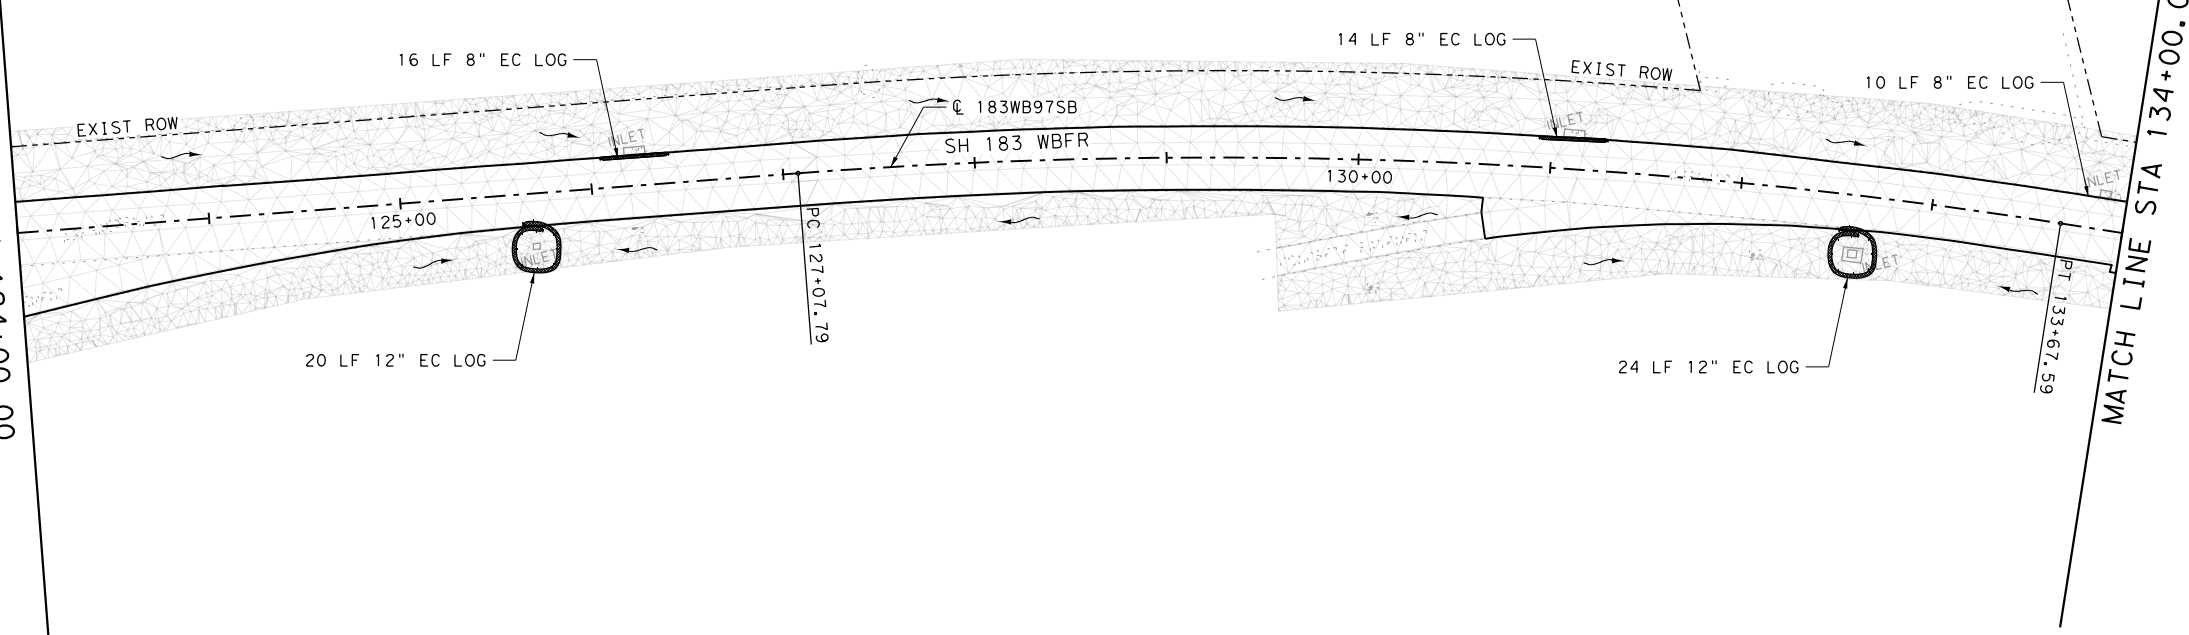 14 LF 8" EC LOG
16 LF 8" EC LOG
EXIST ROW
10 LF 8" EC LOG
℄ 183WB97SB
EXIST ROW
INLET
INLET
SH 183 WBFR
INLET
130+00
125+00
INLET
INLET
PC 127+07.79
PT 133+67.59
20 LF 12" EC LOG
24 LF 12" EC LOG
MATCH LINE STA 134+00.0